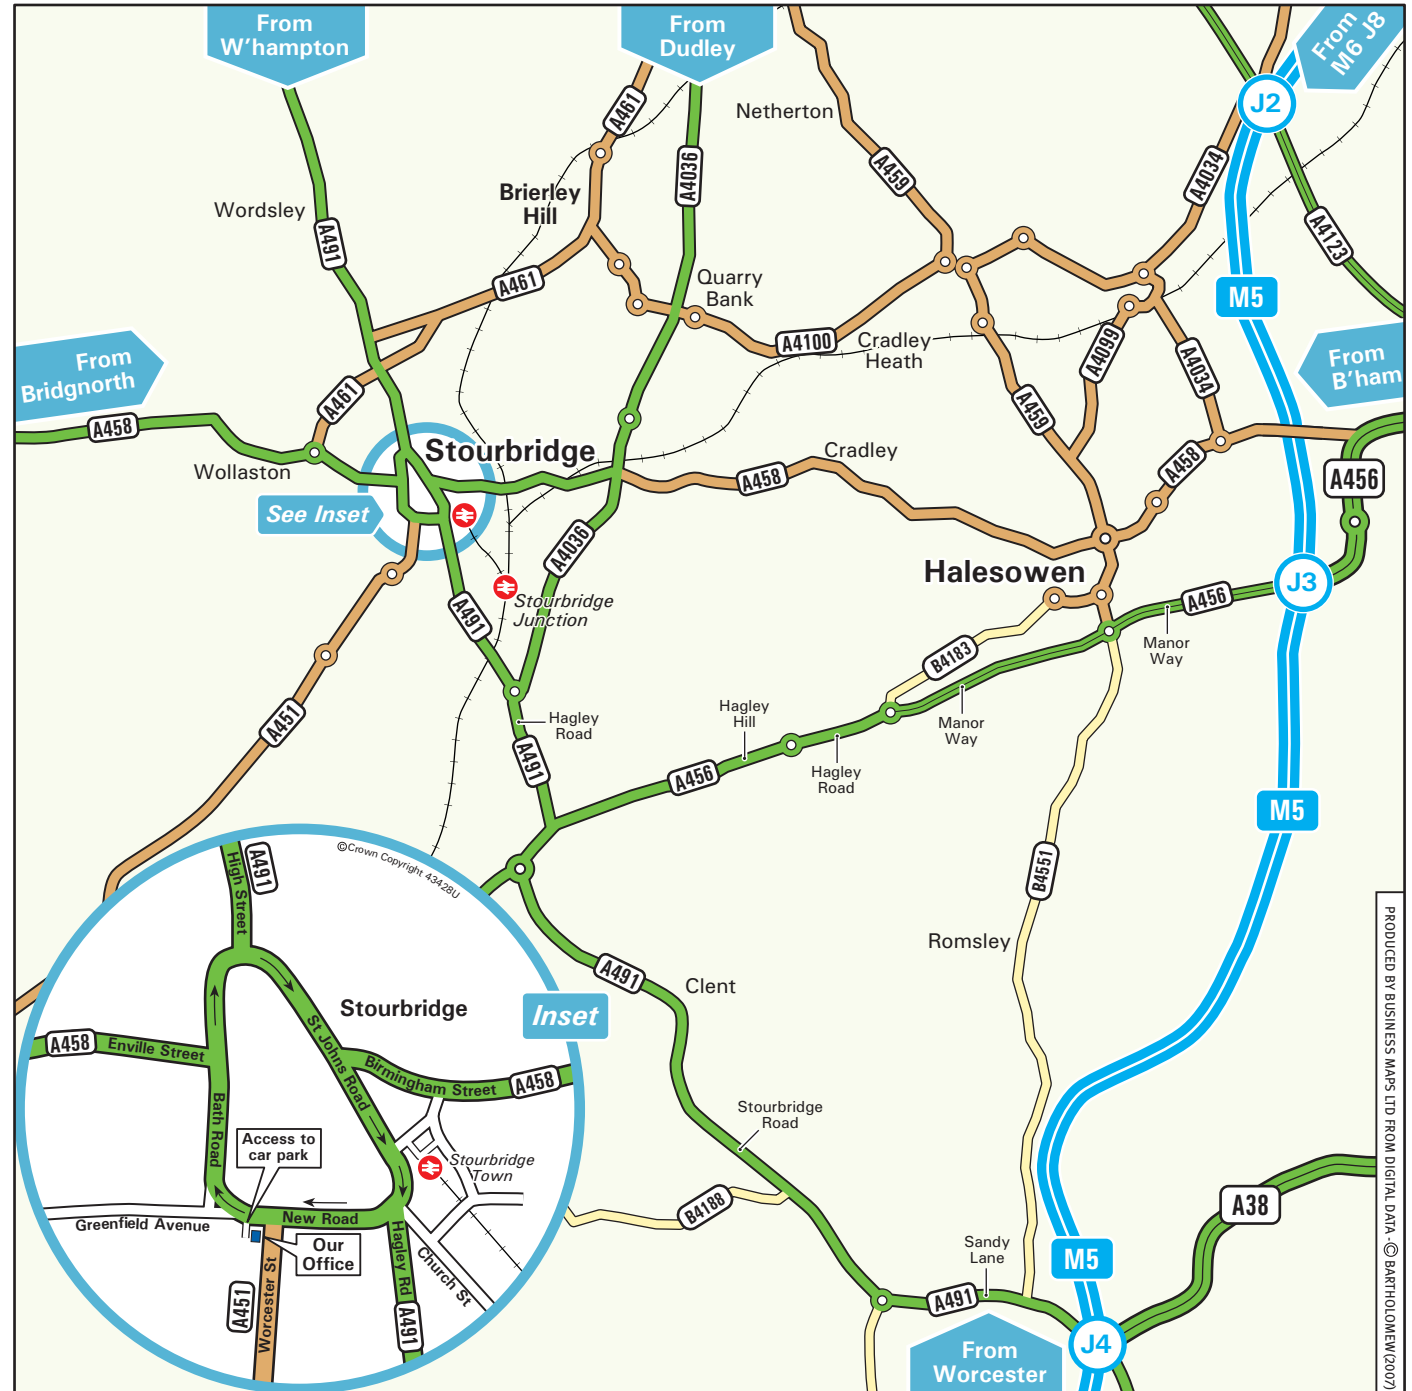 From
W'hampton
From
Dudley
From
M6 J8
J2
A461
Netherton
A4036
A459
A4034
Brierley
Hill
Wordsley
A491
A4123
A461
Quarry
Bank
M5
A4100
Cradley
Heath
A4099
A4034
From
Bridgnorth
From
B'ham
A461
A459
A458
Stourbridge
Wollaston
Cradley
A458
A458
A456
See Inset
A4036
Halesowen
J3
Stourbridge
Junction
A491
A456
Manor
Way
B4183
A451
Hagley
Road
Hagley
Hill
Manor
Way
A491
A456
Hagley
Road
M5
©Crown Copyright 43428U
B4551
Romsley
A491
Clent
Inset
High Street
A491
Stourbridge
A458
Enville Street
St Johns Road
Birmingham Street
A458
Bath Road
Access to
car park
Stourbridge
Town
Greenfield Avenue
New Road
Our
Office
Hagley Rd
Church St
A451
Worcester St
A491
Stourbridge
Road
B4188
A38
Sandy
Lane
M5
A491
J4
From
Worcester
PRODUCED BY BUSINESS MAPS LTD FROM DIGITAL DATA - © BARTHOLOMEW(2007)